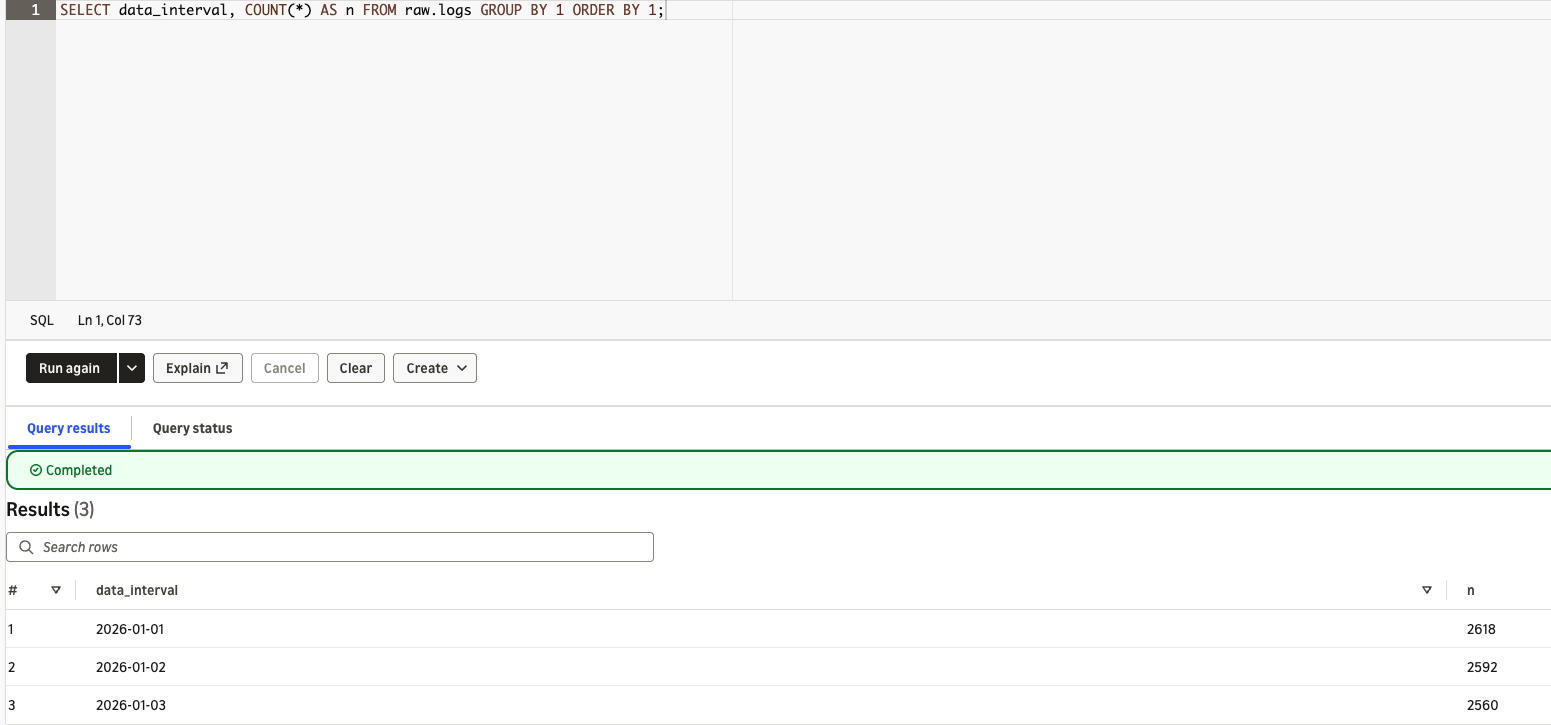 1 SELECT data_interval, COUNT(*) AS n FROM raw.logs GROUP BY 1 ORDER BY 1;
SQL Ln 1, Col 73
Run again Explain Cancel Clear Create
Query results Query status
Completed
Results (3)
Search rows
# data_interval n
1 2026-01-01 2618
2 2026-01-02 2592
3 2026-01-03 2560